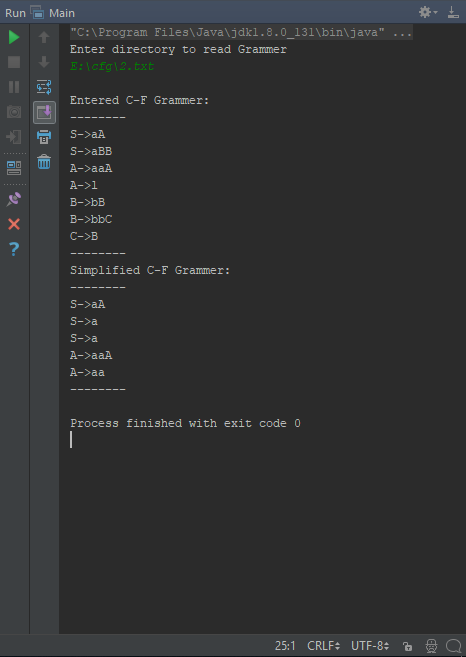 Run Main
"C:\Program Files\Java\jdk1.8.0_131\bin\java" ...
Enter directory to read Grammer
E:\cfg\2.txt
Entered C-F Grammer:
--------
S->aA
S->aBB
A->aaA
A->l
B->bB
B->bbC
C->B
--------
Simplified C-F Grammer:
--------
S->aA
S->a
S->a
A->aaA
A->aa
--------
Process finished with exit code 0
25:1 CRLF UTF-8